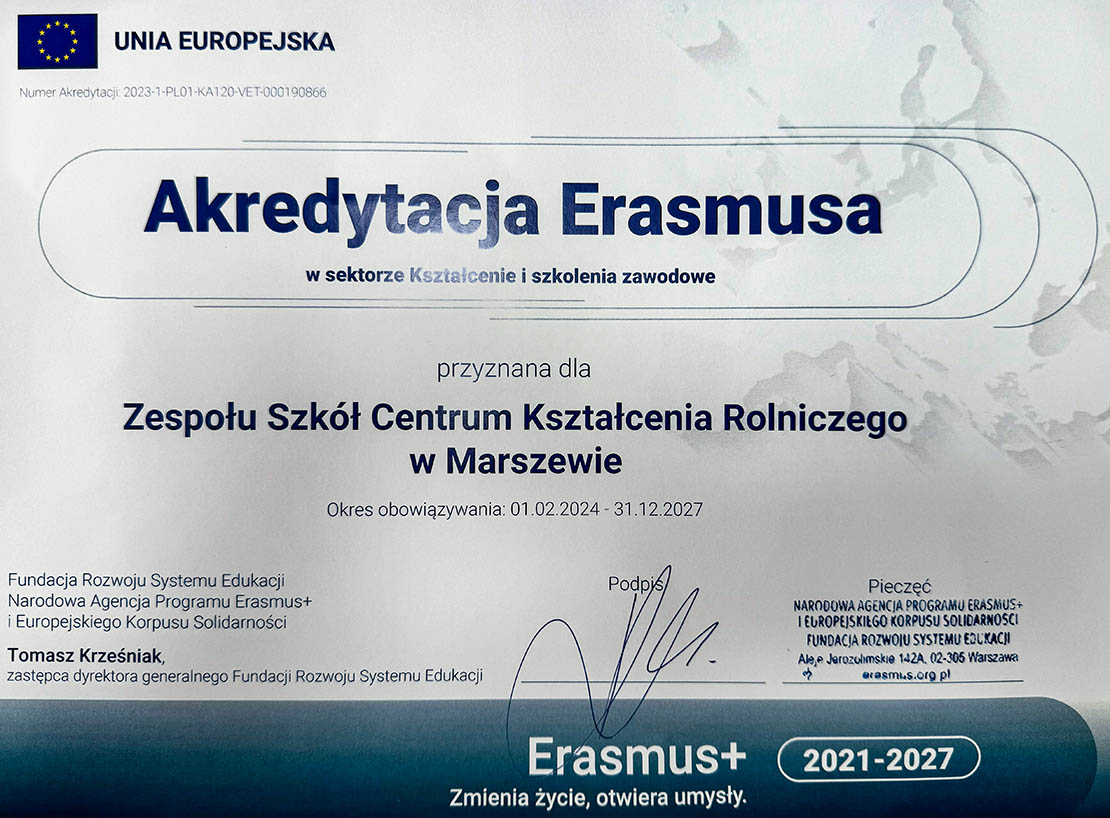 UNIA EUROPEJSKA
Numer Akredytacji: 2023-1-PL01-KA120-VET-000190866
Akredytacja Erasmusa
w sektorze Kształcenie i szkolenia zawodowe
przyznana dla
Zespołu Szkół Centrum Kształcenia Rolniczego
w Marszewie
Okres obowiązywania: 01.02.2024 - 31.12.2027
Fundacja Rozwoju Systemu Edukacji
Narodowa Agencja Programu Erasmus+
i Europejskiego Korpusu Solidarności
Tomasz Krześniak,
zastępca dyrektora generalnego Fundacji Rozwoju Systemu Edukacji
Podpis
Pieczęć
NARODOWA AGENCJA PROGRAMU ERASMUS+
I EUROPEJSKIEGO KORPUSU SOLIDARNOŚCI
FUNDACJA ROZWOJU SYSTEMU EDUKACJI
Aleje Jerozolimskie 142A, 02-305 Warszawa
erasmus.org.pl
Erasmus+
2021-2027
Zmienia życie, otwiera umysły.